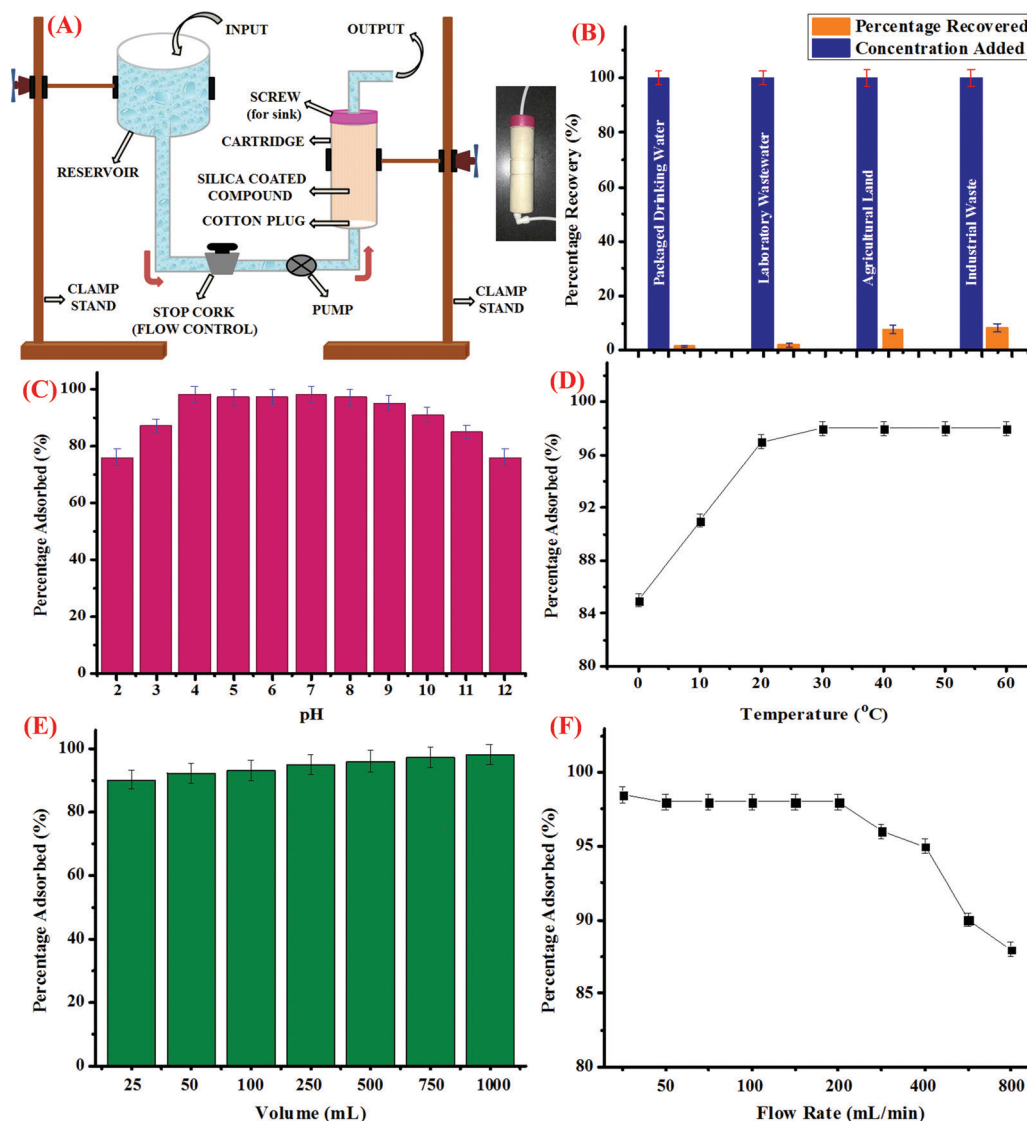 (A)
INPUT
OUTPUT
SCREW
(for sink)
CARTRIDGE
RESERVOIR
SILICA COATED
COMPOUND
COTTON PLUG
CLAMP
STAND
STOP CORK
(FLOW CONTROL)
PUMP
CLAMP
STAND
(B)
Percentage Recovered
Concentration Added
Percentage Recovery (%)
100
80
60
40
20
0
Packaged Drinking Water
Laboratory Wastewater
Agricultural Land
Industrial Waste
(C)
Percentage Adsorbed (%)
100
80
60
40
20
0
2 3 4 5 6 7 8 9 10 11 12
pH
(D)
Percentage Adsorbed (%)
100
96
92
88
84
80
0 10 20 30 40 50 60
Temperature (°C)
(E)
Percentage Adsorbed (%)
100
80
60
40
20
0
25 50 100 250 500 750 1000
Volume (mL)
(F)
Percentage Adsorbed (%)
100
95
90
85
80
50 100 200 400 800
Flow Rate (mL/min)